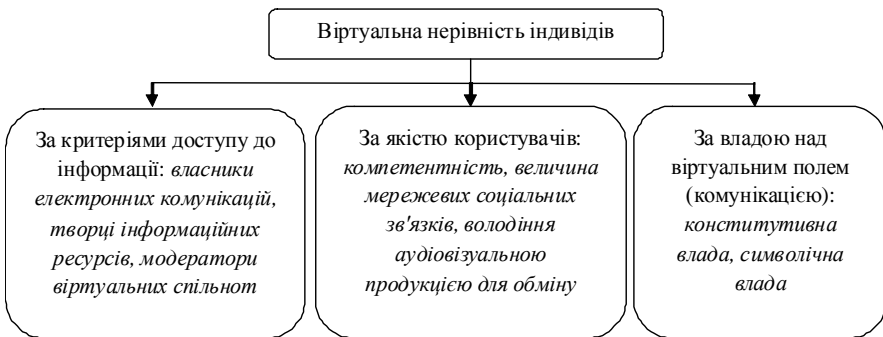 Віртуальна нерівність індивідів
За критеріями доступу до
інформації: власники
електронних комунікацій,
творці інформаційних
ресурсів, модератори
віртуальних спільнот
За якістю користувачів:
компетентність, величина
мережевих соціальних
зв'язків, володіння
аудіовізуальною
продукцією для обміну
За владою над
віртуальним полем
(комунікацією):
конститутивна
влада, символічна
влада